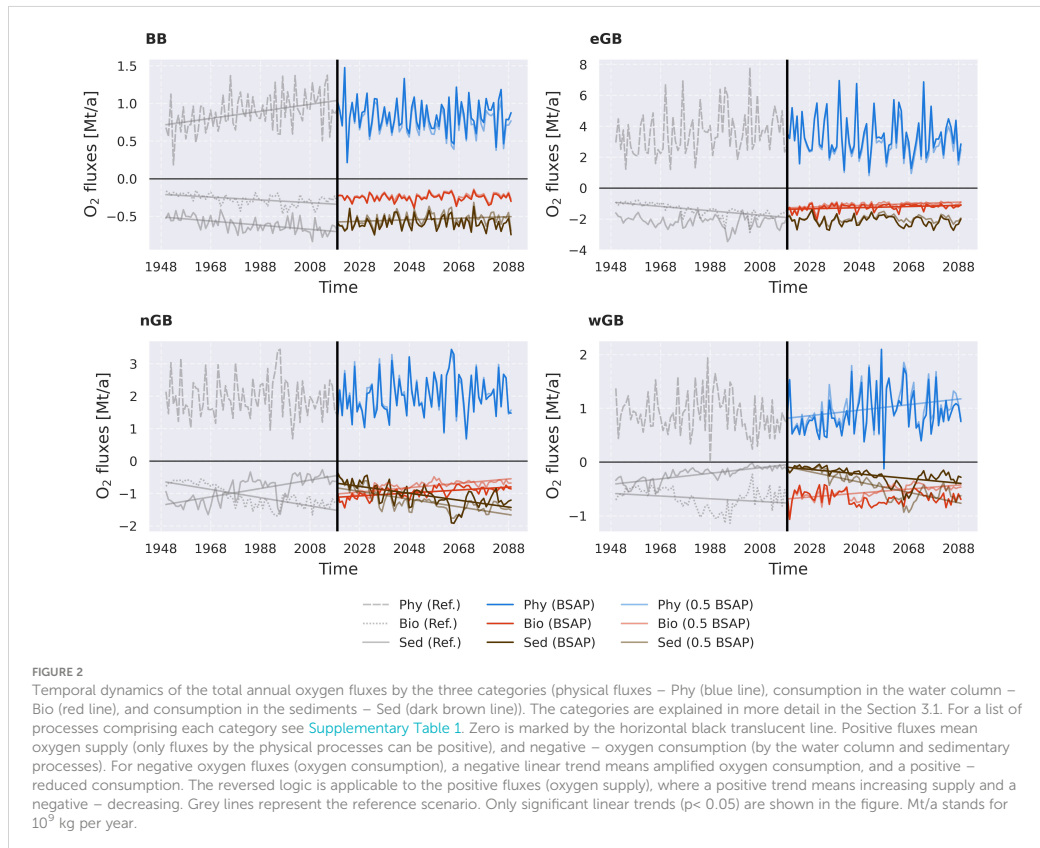 BB
eGB
1.5
1.0
0.5
0.0
−0.5
O₂ fluxes [Mt/a]
1948 1968 1988 2008 2028 2048 2068 2088
Time
8
6
4
2
0
−2
−4
O₂ fluxes [Mt/a]
1948 1968 1988 2008 2028 2048 2068 2088
Time
nGB
wGB
3
2
1
0
−1
−2
O₂ fluxes [Mt/a]
1948 1968 1988 2008 2028 2048 2068 2088
Time
2
1
0
−1
O₂ fluxes [Mt/a]
1948 1968 1988 2008 2028 2048 2068 2088
Time
Phy (Ref.) Phy (BSAP) Phy (0.5 BSAP)
Bio (Ref.) Bio (BSAP) Bio (0.5 BSAP)
Sed (Ref.) Sed (BSAP) Sed (0.5 BSAP)
FIGURE 2
Temporal dynamics of the total annual oxygen fluxes by the three categories (physical fluxes – Phy (blue line), consumption in the water column –
Bio (red line), and consumption in the sediments – Sed (dark brown line)). The categories are explained in more detail in the Section 3.1. For a list of
processes comprising each category see Supplementary Table 1. Zero is marked by the horizontal black translucent line. Positive fluxes mean
oxygen supply (only fluxes by the physical processes can be positive), and negative – oxygen consumption (by the water column and sedimentary
processes). For negative oxygen fluxes (oxygen consumption), a negative linear trend means amplified oxygen consumption, and a positive –
reduced consumption. The reversed logic is applicable to the positive fluxes (oxygen supply), where a positive trend means increasing supply and a
negative – decreasing. Grey lines represent the reference scenario. Only significant linear trends (p< 0.05) are shown in the figure. Mt/a stands for
10⁹ kg per year.